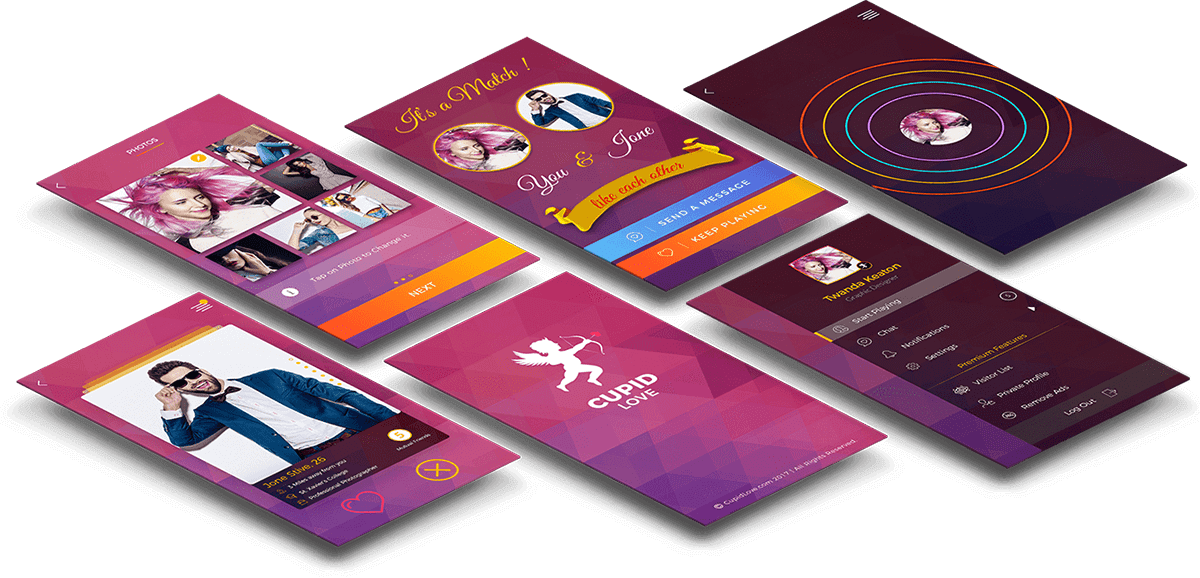 PHOTOS
Tap on Photo to Change it.
NEXT
It's a Match !
You & Jone
like each other
SEND A MESSAGE
KEEP PLAYING
Jone Stive, 26
5 Miles away from you
St. Xavier's College
Professional Photographer
5
Mutual Friends
CUPID
LOVE
© CupidLove.com 2017 | All Rights Reserved.
Twanda Keaton
Graphic Designer
Start Playing
Chat
Notifications
Settings
Premium Features
Visitor List
Private Profile
Remove Ads
Log Out